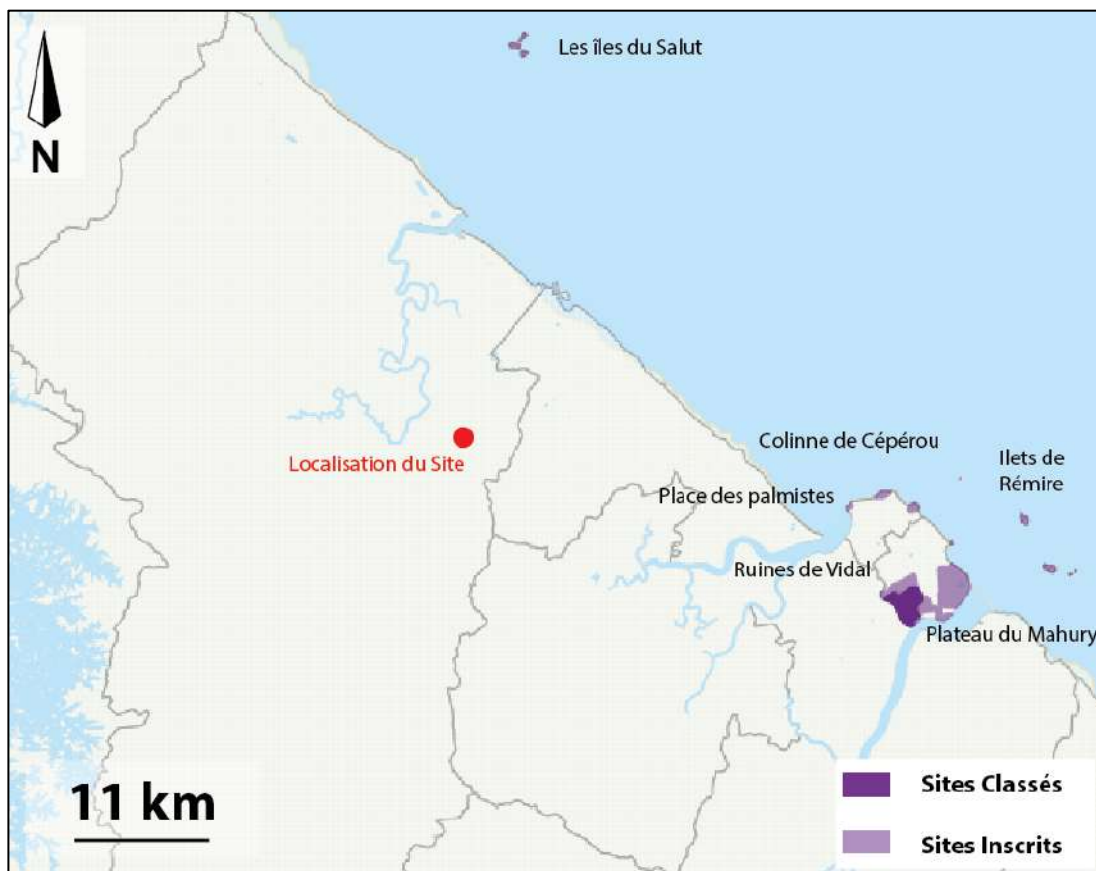 Les îles du Salut
N
Colinne de Cépérou
Ilets de
Rémire
Localisation du Site
Place des palmistes
Ruines de Vidal
Plateau du Mahury
11 km
Sites Classés
Sites Inscrits